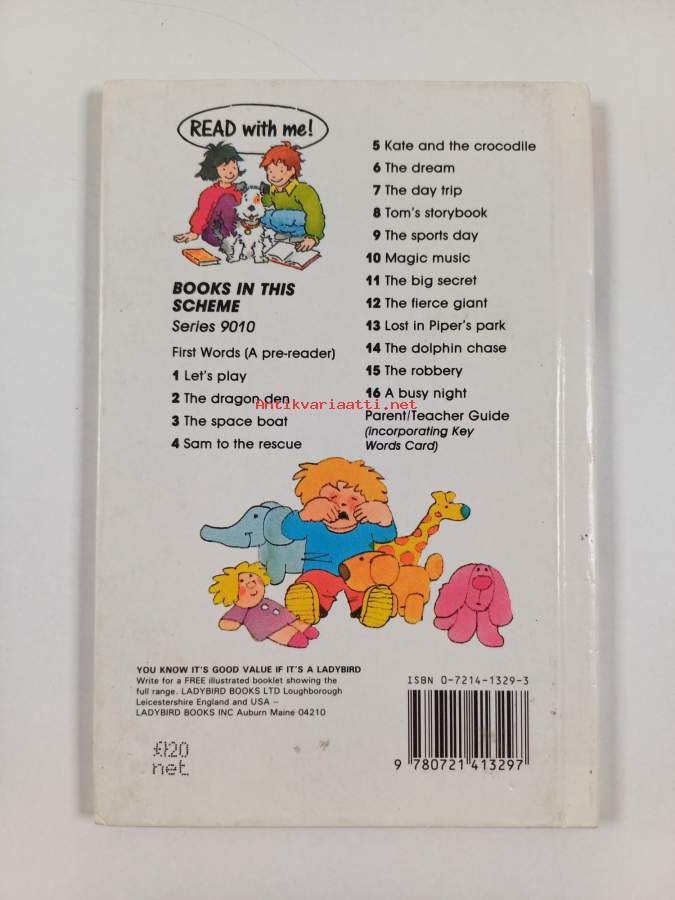 READ with me!
BOOKS IN THIS
SCHEME
Series 9010
First Words (A pre-reader)
1 Let's play
2 The dragon den
3 The space boat
4 Sam to the rescue
5 Kate and the crocodile
6 The dream
7 The day trip
8 Tom's storybook
9 The sports day
10 Magic music
11 The big secret
12 The fierce giant
13 Lost in Piper's park
14 The dolphin chase
15 The robbery
16 A busy night
Parent/Teacher Guide
(incorporating Key
Words Card)
Antikvariaatti.net
YOU KNOW IT'S GOOD VALUE IF IT'S A LADYBIRD
Write for a FREE illustrated booklet showing the
full range. LADYBIRD BOOKS LTD Loughborough
Leicestershire England and USA –
LADYBIRD BOOKS INC Auburn Maine 04210
£1·20
net
ISBN 0-7214-1329-3
9 780721 413297